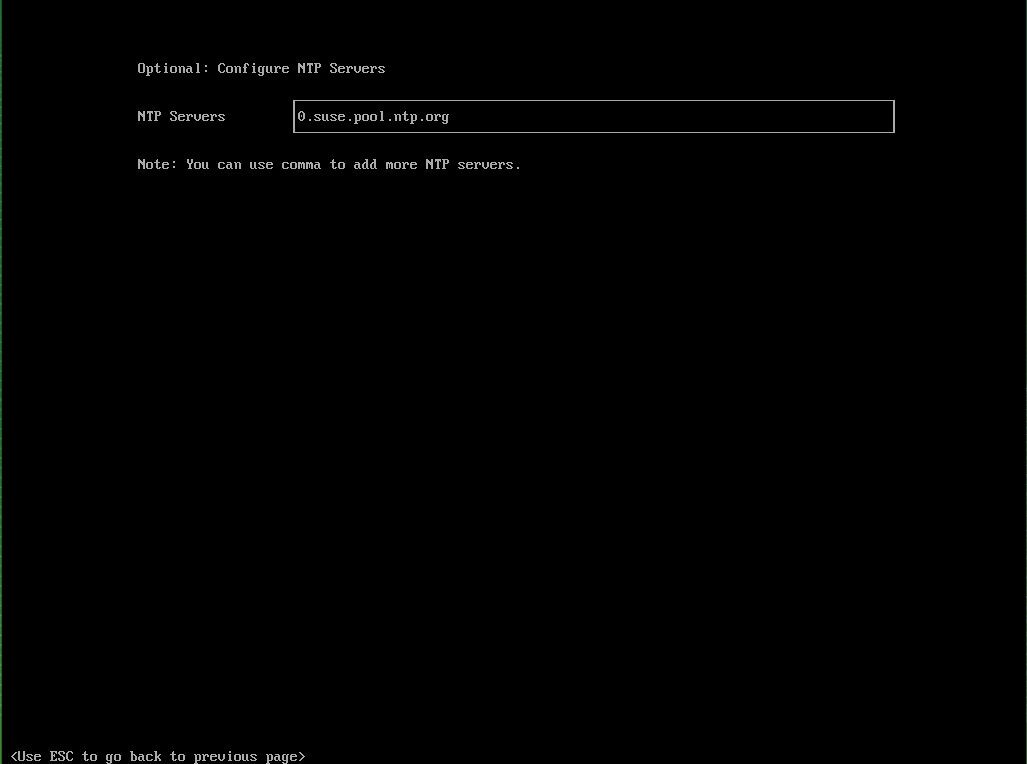 Optional: Configure NTP Servers
NTP Servers 0.suse.pool.ntp.org
Note: You can use comma to add more NTP servers.
<Use ESC to go back to previous page>